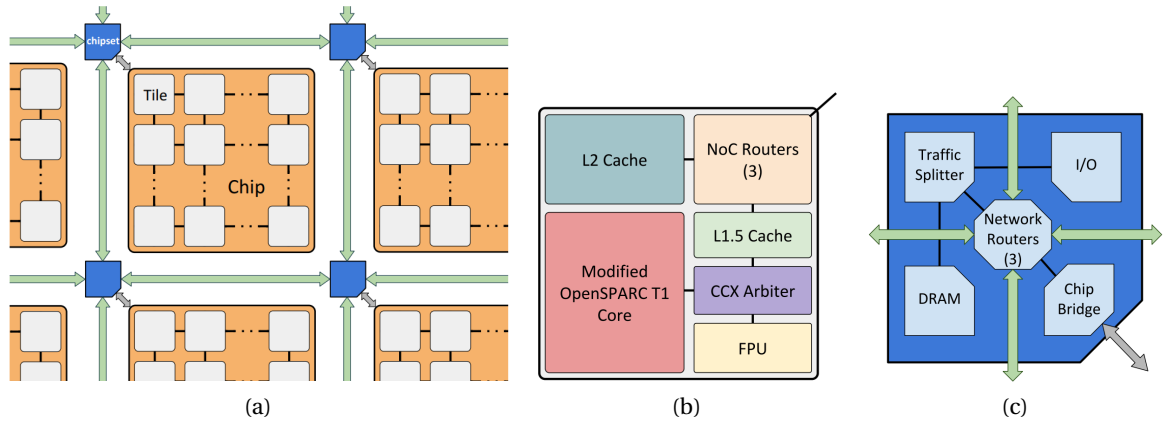 chipset
Tile
Chip
(a)
L2 Cache
NoC Routers
(3)
L1.5 Cache
Modified
OpenSPARC T1
Core
CCX Arbiter
FPU
(b)
Traffic
Splitter
I/O
Network
Routers
(3)
DRAM
Chip
Bridge
(c)